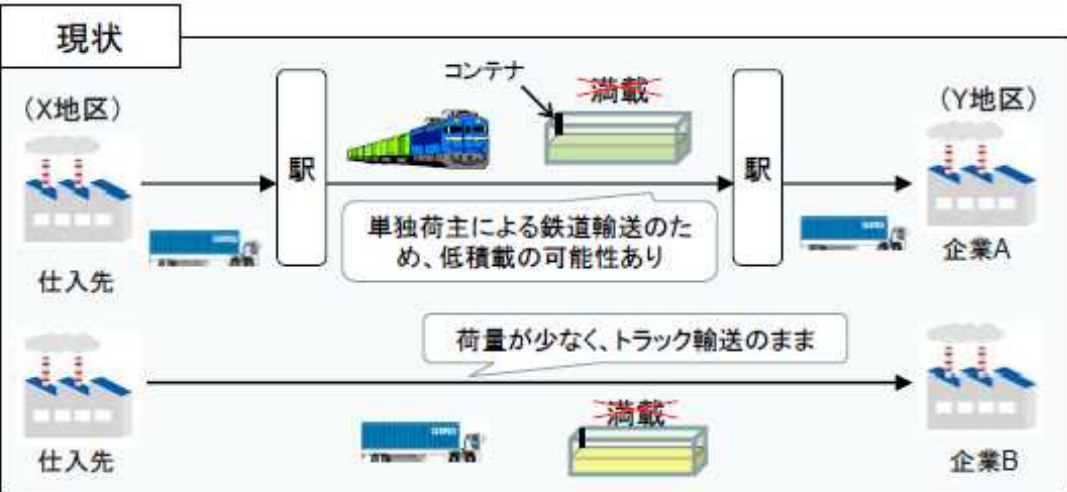 現状
(X地区)
仕入先
駅
コンテナ
満載
単独荷主による鉄道輸送のた
め、低積載の可能性あり
駅
(Y地区)
企業A
荷量が少なく、トラック輸送のまま
仕入先
満載
企業B